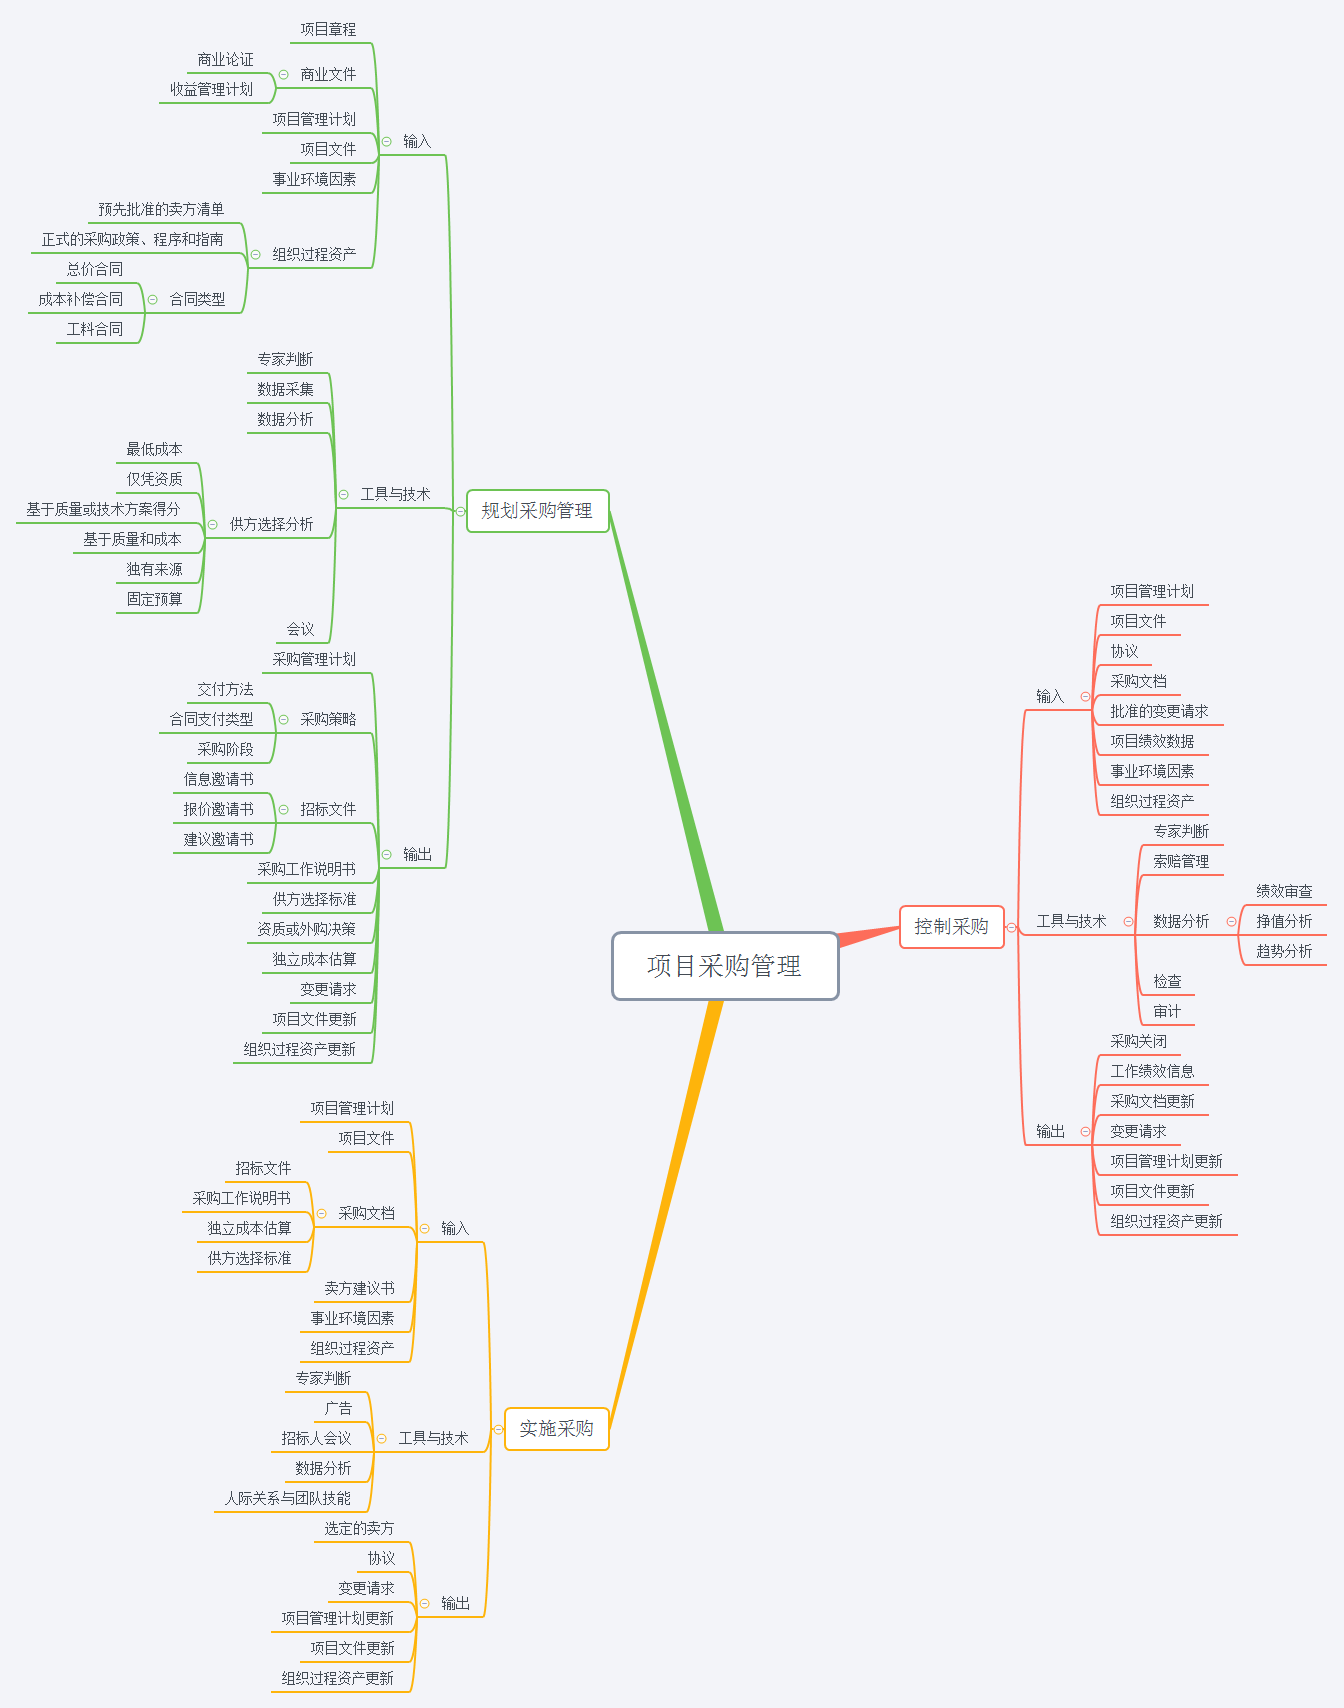 项目采购管理
规划采购管理
输入
项目章程
商业文件
商业论证
收益管理计划
项目管理计划
项目文件
事业环境因素
组织过程资产
预先批准的卖方清单
正式的采购政策、程序和指南
合同类型
总价合同
成本补偿合同
工料合同
工具与技术
专家判断
数据采集
数据分析
供方选择分析
最低成本
仅凭资质
基于质量或技术方案得分
基于质量和成本
独有来源
固定预算
会议
输出
采购管理计划
采购策略
交付方法
合同支付类型
采购阶段
招标文件
信息邀请书
报价邀请书
建议邀请书
采购工作说明书
供方选择标准
资质或外购决策
独立成本估算
变更请求
项目文件更新
组织过程资产更新
实施采购
输入
项目管理计划
项目文件
采购文档
招标文件
采购工作说明书
独立成本估算
供方选择标准
卖方建议书
事业环境因素
组织过程资产
工具与技术
专家判断
广告
招标人会议
数据分析
人际关系与团队技能
输出
选定的卖方
协议
变更请求
项目管理计划更新
项目文件更新
组织过程资产更新
控制采购
输入
项目管理计划
项目文件
协议
采购文档
批准的变更请求
项目绩效数据
事业环境因素
组织过程资产
工具与技术
专家判断
索赔管理
数据分析
绩效审查
挣值分析
趋势分析
检查
审计
输出
采购关闭
工作绩效信息
采购文档更新
变更请求
项目管理计划更新
项目文件更新
组织过程资产更新